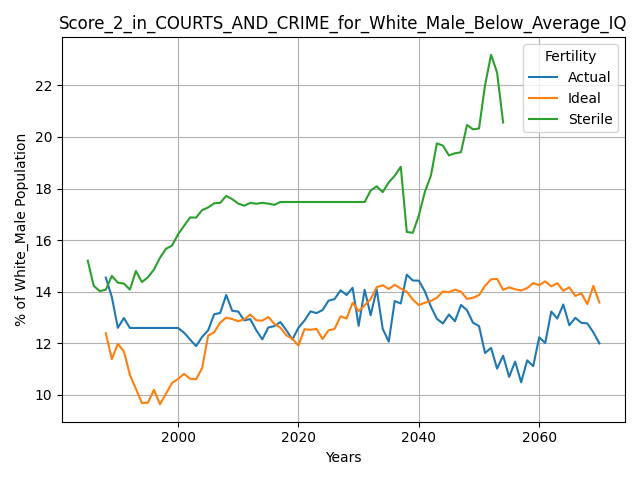 Score_2_in_COURTS_AND_CRIME_for_White_Male_Below_Average_IQ
Fertility
Actual
Ideal
Sterile
% of White_Male Population
22
20
18
16
14
12
10
2000 2020 2040 2060
Years